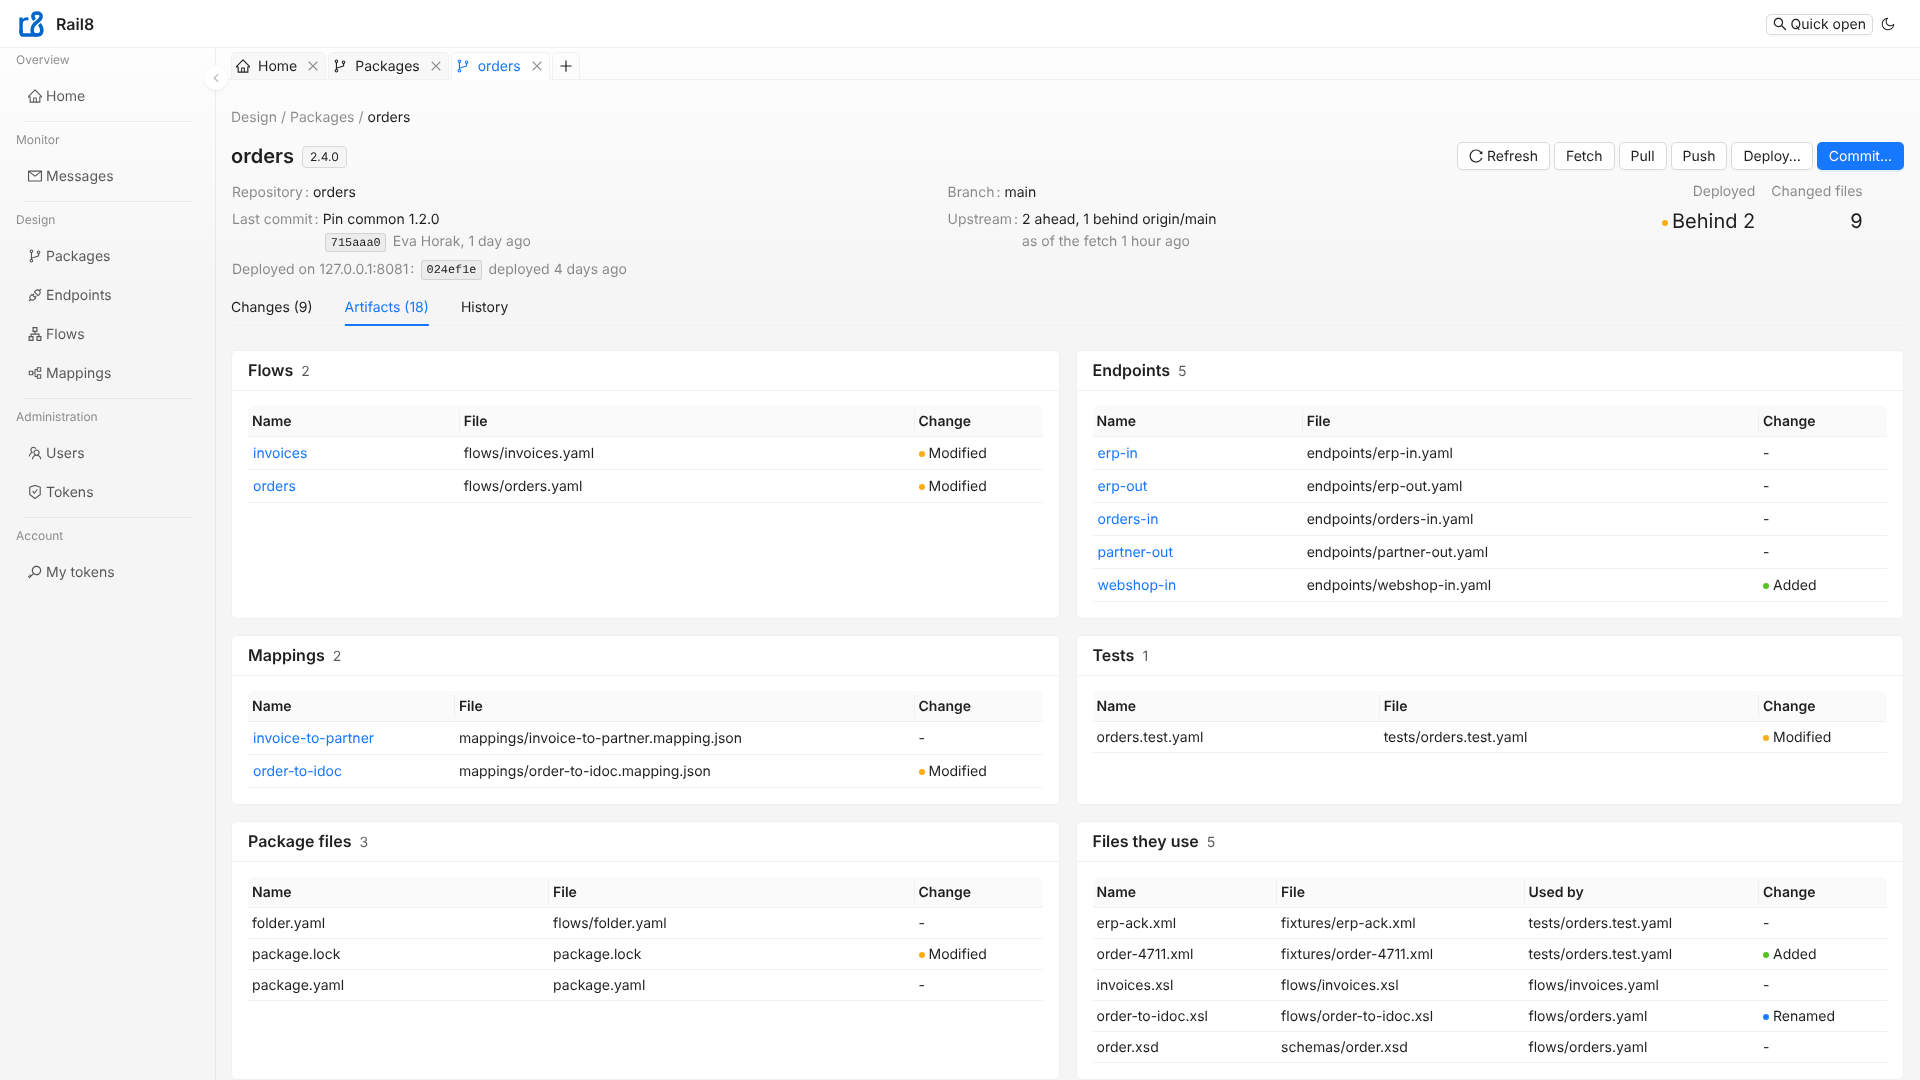 r8 Rail8
Quick open
Overview
Home
Monitor
Messages
Design
Packages
Endpoints
Flows
Mappings
Administration
Users
Tokens
Account
My tokens
Home
Packages
orders
Design / Packages / orders
orders 2.4.0
Refresh Fetch Pull Push Deploy... Commit...
Repository: orders
Branch: main
Deployed
Behind 2
Changed files
9
Last commit: Pin common 1.2.0
715aaa0 Eva Horak, 1 day ago
Upstream: 2 ahead, 1 behind origin/main
as of the fetch 1 hour ago
Deployed on 127.0.0.1:8081: 024ef1e deployed 4 days ago
Changes (9) Artifacts (18) History
Flows 2
Name File Change
invoices flows/invoices.yaml Modified
orders flows/orders.yaml Modified
Endpoints 5
Name File Change
erp-in endpoints/erp-in.yaml -
erp-out endpoints/erp-out.yaml -
orders-in endpoints/orders-in.yaml -
partner-out endpoints/partner-out.yaml -
webshop-in endpoints/webshop-in.yaml Added
Mappings 2
Name File Change
invoice-to-partner mappings/invoice-to-partner.mapping.json -
order-to-idoc mappings/order-to-idoc.mapping.json Modified
Tests 1
Name File Change
orders.test.yaml tests/orders.test.yaml Modified
Package files 3
Name File Change
folder.yaml flows/folder.yaml -
package.lock package.lock Modified
package.yaml package.yaml -
Files they use 5
Name File Used by Change
erp-ack.xml fixtures/erp-ack.xml tests/orders.test.yaml -
order-4711.xml fixtures/order-4711.xml tests/orders.test.yaml Added
invoices.xsl flows/invoices.xsl flows/invoices.yaml -
order-to-idoc.xsl flows/order-to-idoc.xsl flows/orders.yaml Renamed
order.xsd schemas/order.xsd flows/orders.yaml -